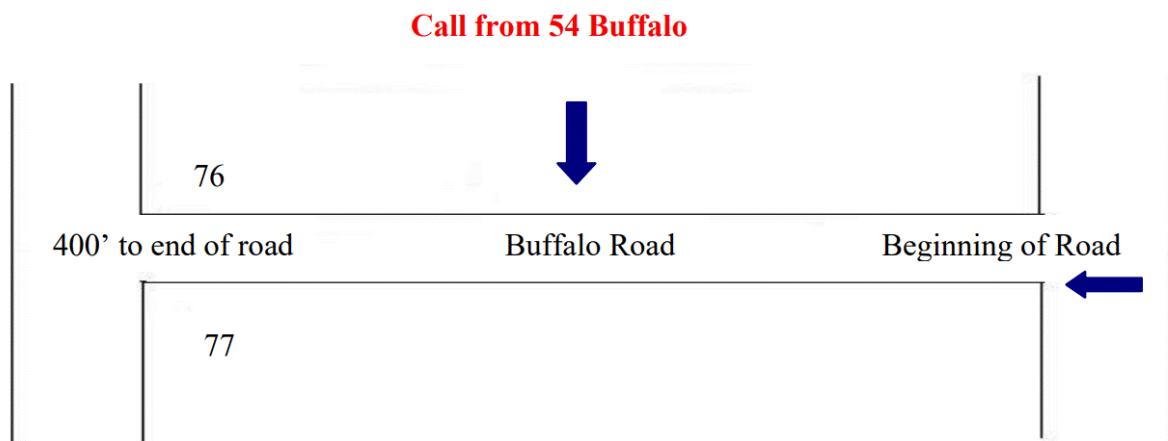 Call from 54 Buffalo
76
400’ to end of road
Buffalo Road
Beginning of Road
77